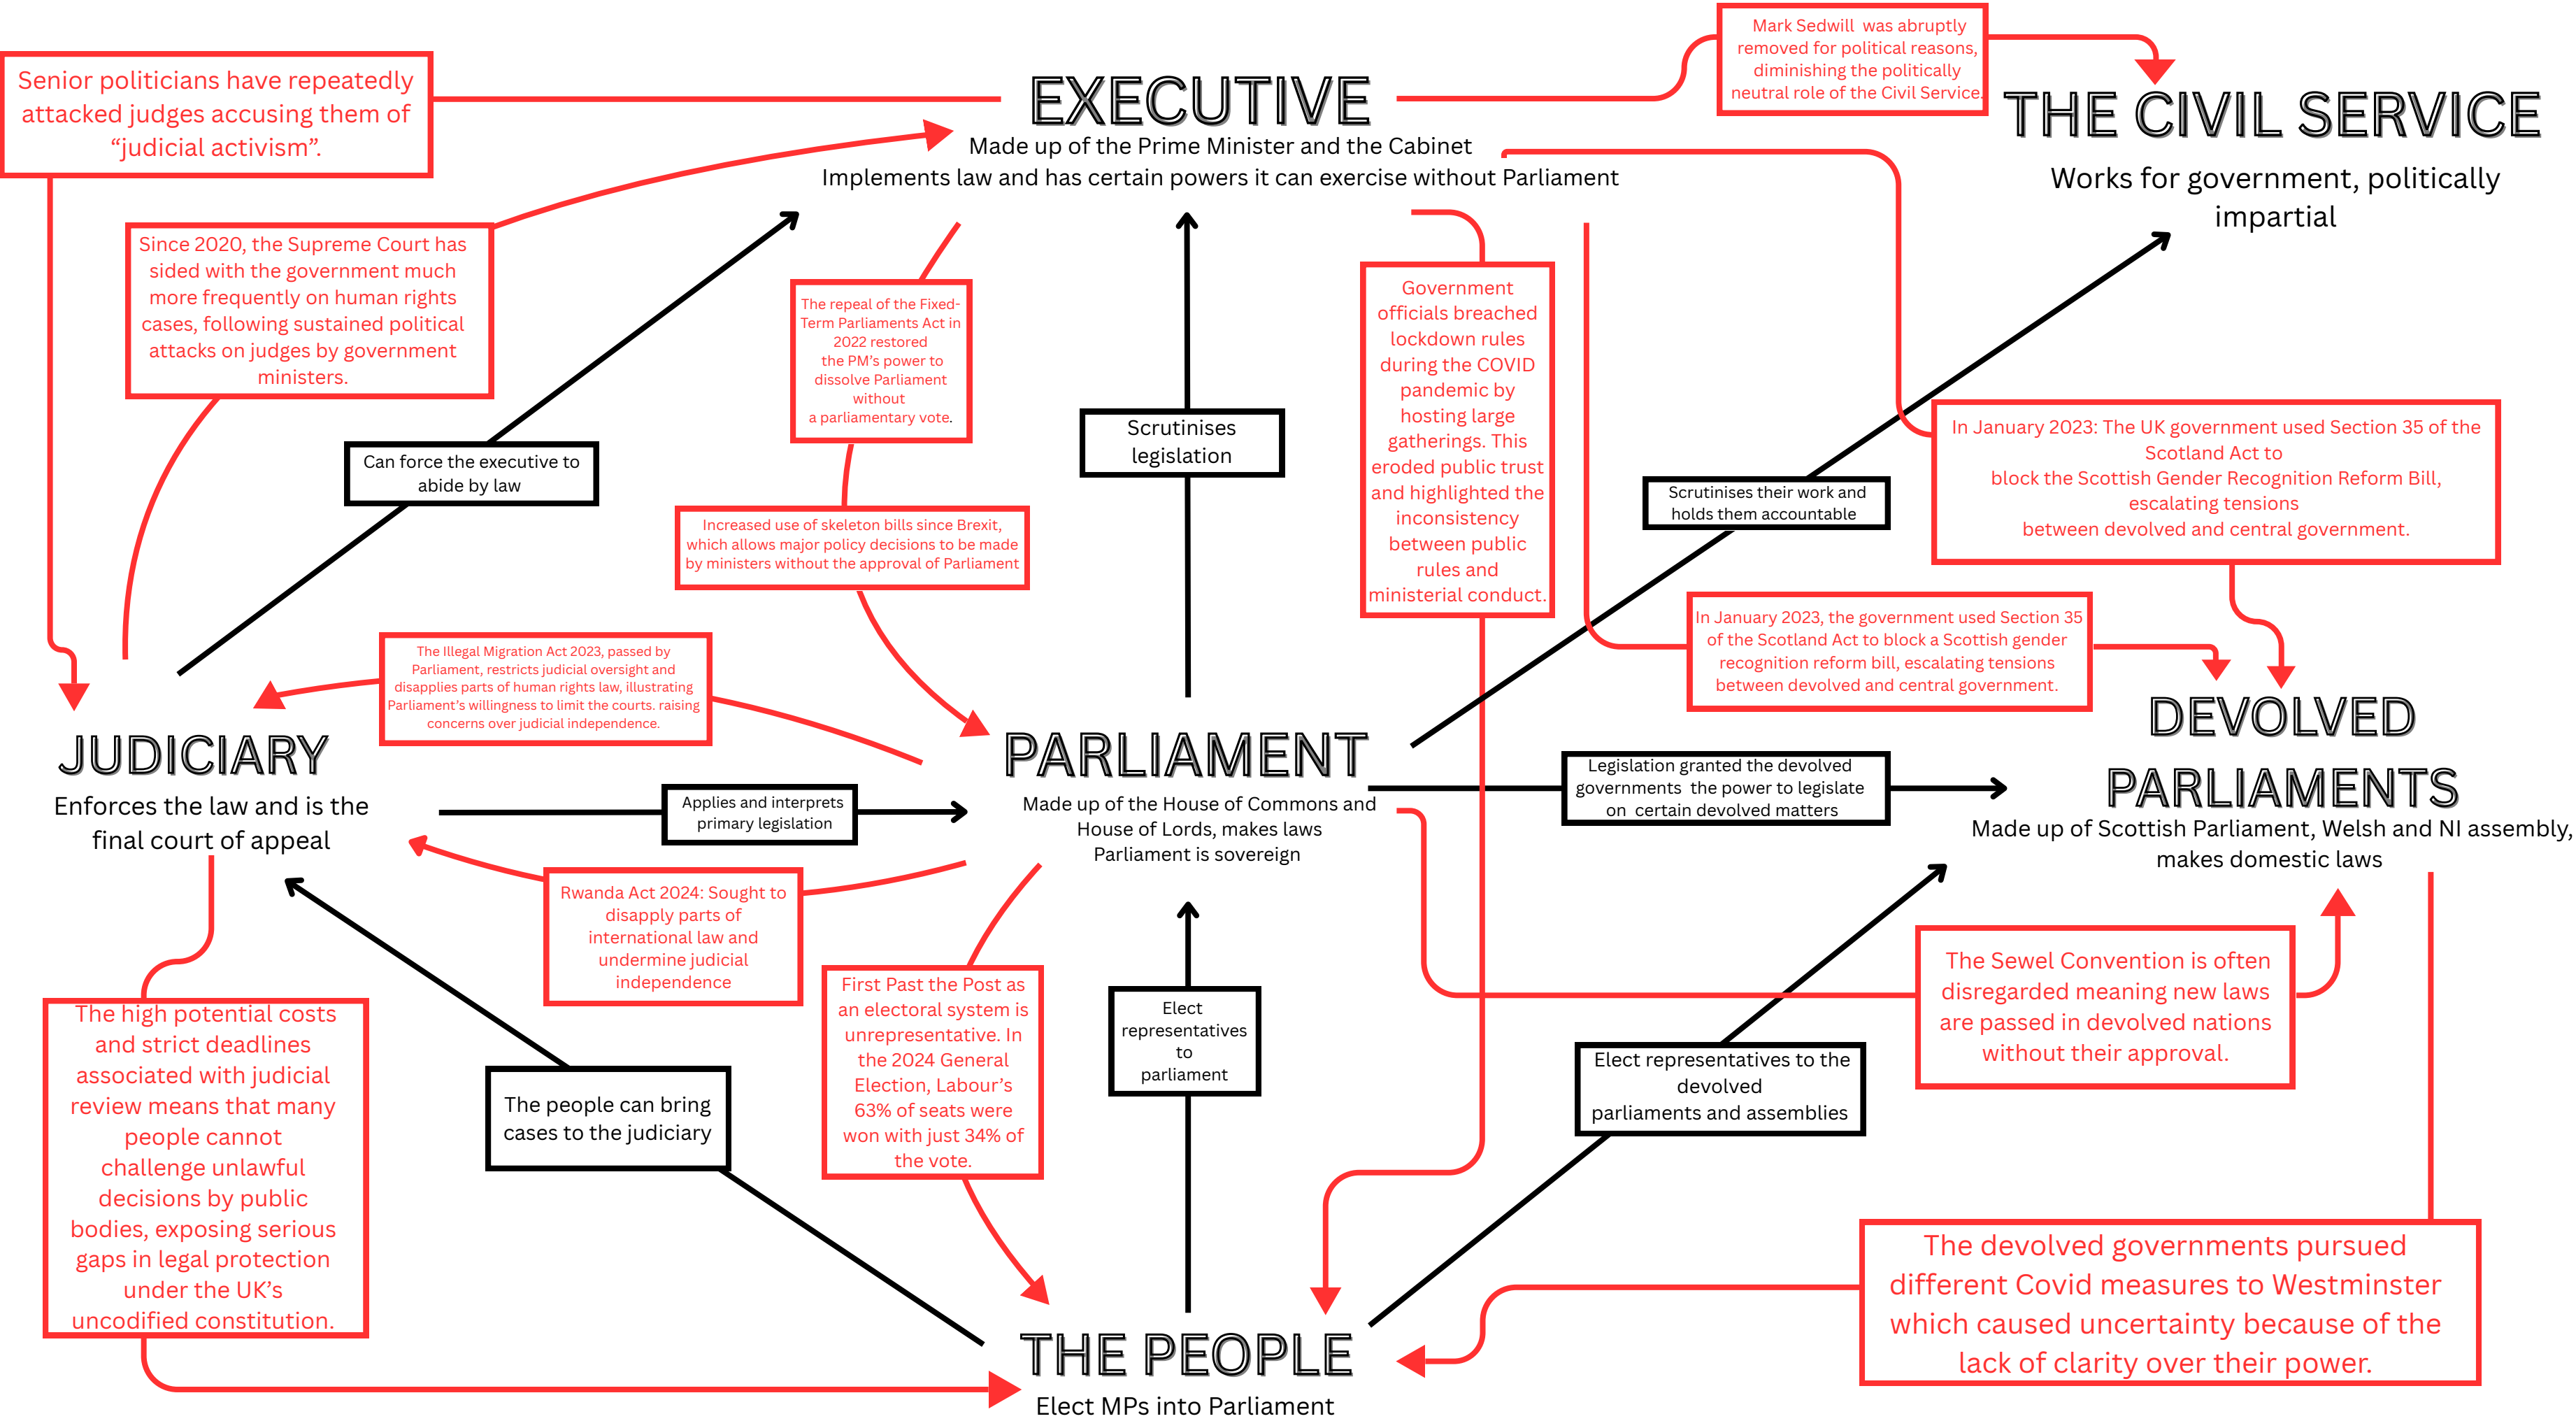 Mark Sedwill was abruptly
removed for political reasons,
diminishing the politically
neutral role of the Civil Service.
Senior politicians have repeatedly
attacked judges accusing them of
“judicial activism”.
EXECUTIVE
Made up of the Prime Minister and the Cabinet
Implements law and has certain powers it can exercise without Parliament
THE CIVIL SERVICE
Works for government, politically
impartial
Since 2020, the Supreme Court has
sided with the government much
more frequently on human rights
cases, following sustained political
attacks on judges by government
ministers.
The repeal of the Fixed-
Term Parliaments Act in
2022 restored
the PM’s power to
dissolve Parliament
without
a parliamentary vote.
Government
officials breached
lockdown rules
during the COVID
pandemic by
hosting large
gatherings. This
eroded public trust
and highlighted the
inconsistency
between public
rules and
ministerial conduct.
Can force the executive to
abide by law
Scrutinises
legislation
In January 2023: The UK government used Section 35 of the
Scotland Act to
block the Scottish Gender Recognition Reform Bill,
escalating tensions
between devolved and central government.
Scrutinises their work and
holds them accountable
Increased use of skeleton bills since Brexit,
which allows major policy decisions to be made
by ministers without the approval of Parliament
In January 2023, the government used Section 35
of the Scotland Act to block a Scottish gender
recognition reform bill, escalating tensions
between devolved and central government.
The Illegal Migration Act 2023, passed by
Parliament, restricts judicial oversight and
disapplies parts of human rights law, illustrating
Parliament’s willingness to limit the courts. raising
concerns over judicial independence.
JUDICIARY
Enforces the law and is the
final court of appeal
Applies and interprets
primary legislation
PARLIAMENT
Made up of the House of Commons and
House of Lords, makes laws
Parliament is sovereign
Legislation granted the devolved
governments the power to legislate
on certain devolved matters
DEVOLVED
PARLIAMENTS
Made up of Scottish Parliament, Welsh and NI assembly,
makes domestic laws
Rwanda Act 2024: Sought to
disapply parts of
international law and
undermine judicial
independence
First Past the Post as
an electoral system is
unrepresentative. In
the 2024 General
Election, Labour’s
63% of seats were
won with just 34% of
the vote.
Elect
representatives
to
parliament
The Sewel Convention is often
disregarded meaning new laws
are passed in devolved nations
without their approval.
Elect representatives to the
devolved
parliaments and assemblies
The high potential costs
and strict deadlines
associated with judicial
review means that many
people cannot
challenge unlawful
decisions by public
bodies, exposing serious
gaps in legal protection
under the UK’s
uncodified constitution.
The people can bring
cases to the judiciary
The devolved governments pursued
different Covid measures to Westminster
which caused uncertainty because of the
lack of clarity over their power.
THE PEOPLE
Elect MPs into Parliament